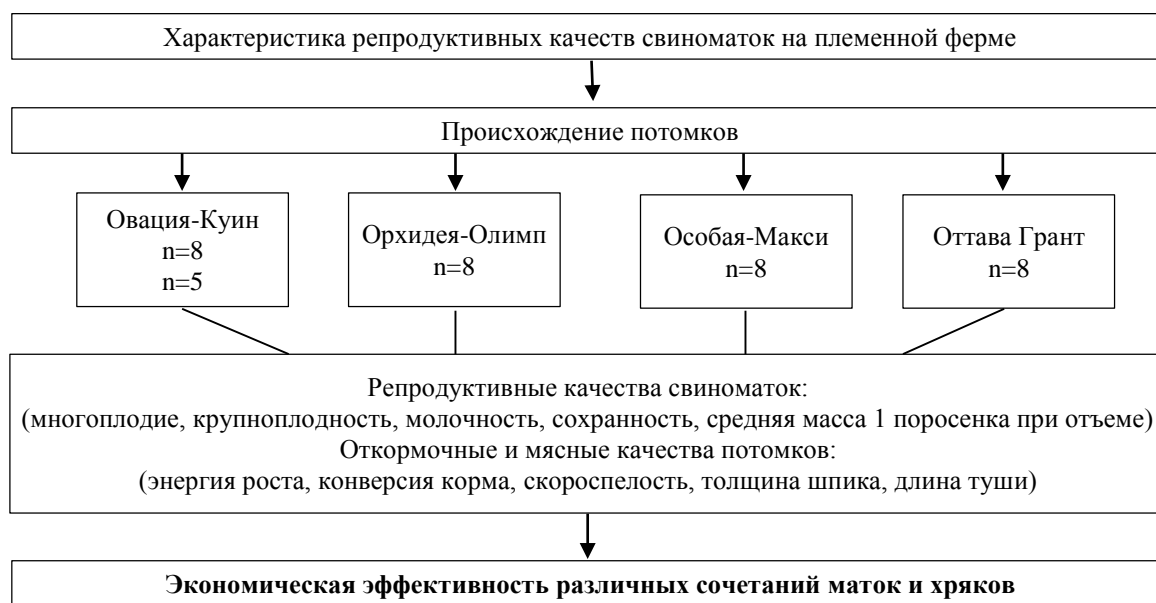 Характеристика репродуктивных качеств свиноматок на племенной ферме
Происхождение потомков
Овация-Куин
n=8
n=5
Орхидея-Олимп
n=8
Особая-Макси
n=8
Оттава Грант
n=8
Репродуктивные качества свиноматок:
(многоплодие, крупноплодность, молочность, сохранность, средняя масса 1 поросенка при отъеме)
Откормочные и мясные качества потомков:
(энергия роста, конверсия корма, скороспелость, толщина шпика, длина туши)
Экономическая эффективность различных сочетаний маток и хряков